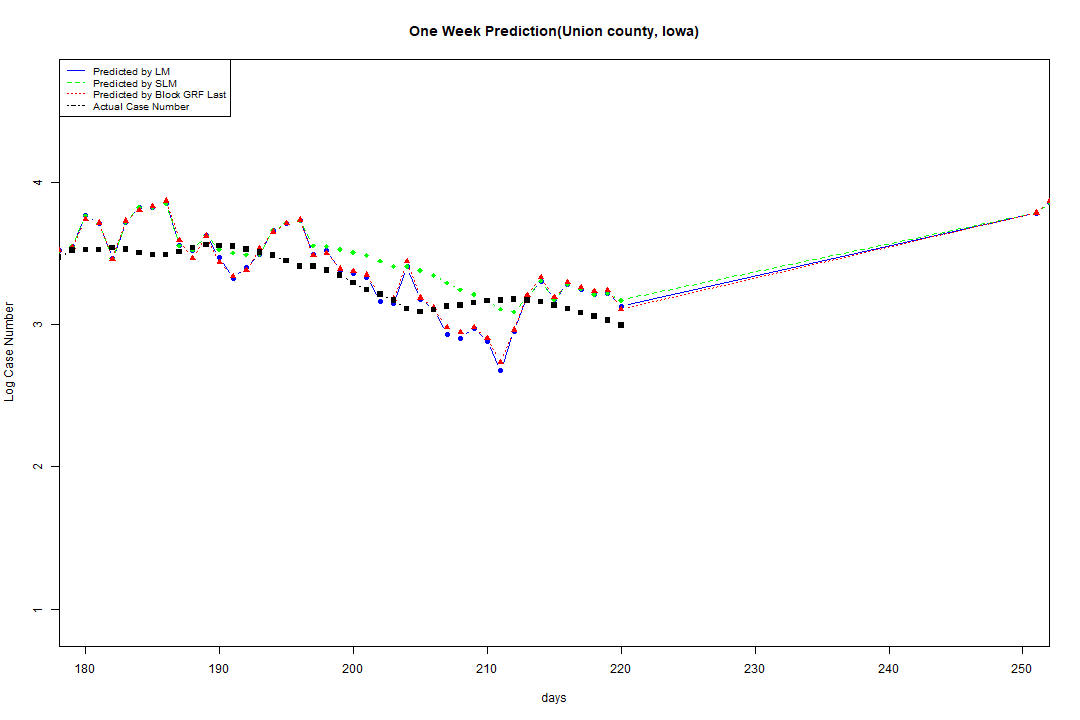 One Week Prediction(Union county, Iowa)
Predicted by LM
Predicted by SLM
Predicted by Block GRF Last
Actual Case Number
4
3
2
1
Log Case Number
180 190 200 210 220 230 240 250
days